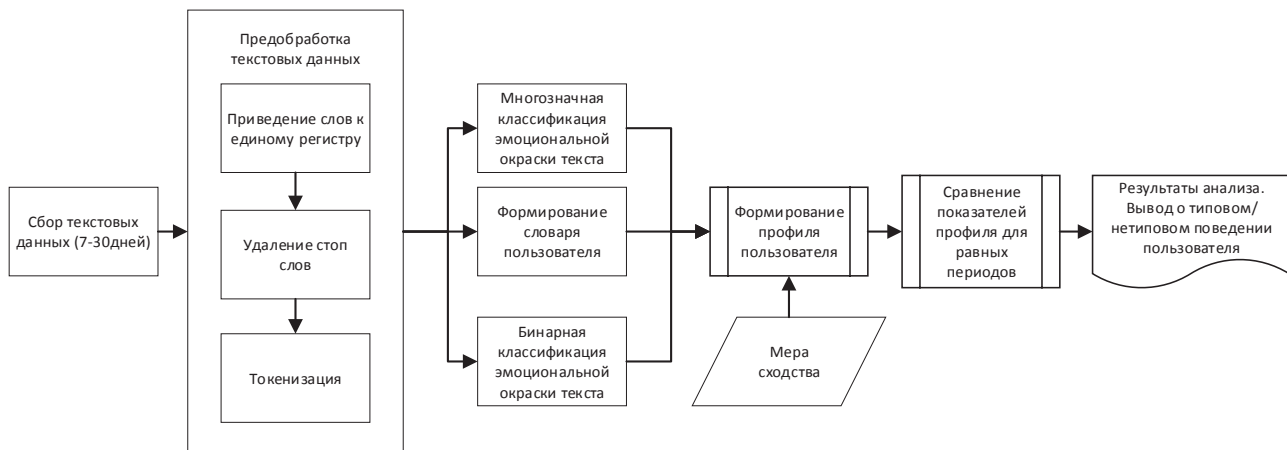 Сбор текстовых
данных (7-30дней)
Предобработка
текстовых данных
Приведение слов к
единому регистру
Удаление стоп
слов
Токенизация
Многозначная
классификация
эмоциональной
окраски текста
Формирование
словаря
пользователя
Бинарная
классификация
эмоциональной
окраски текста
Формирование
профиля
пользователя
Мера
сходства
Сравнение
показателей
профиля для
равных
периодов
Результаты анализа.
Вывод о типовом/
нетиповом поведении
пользователя